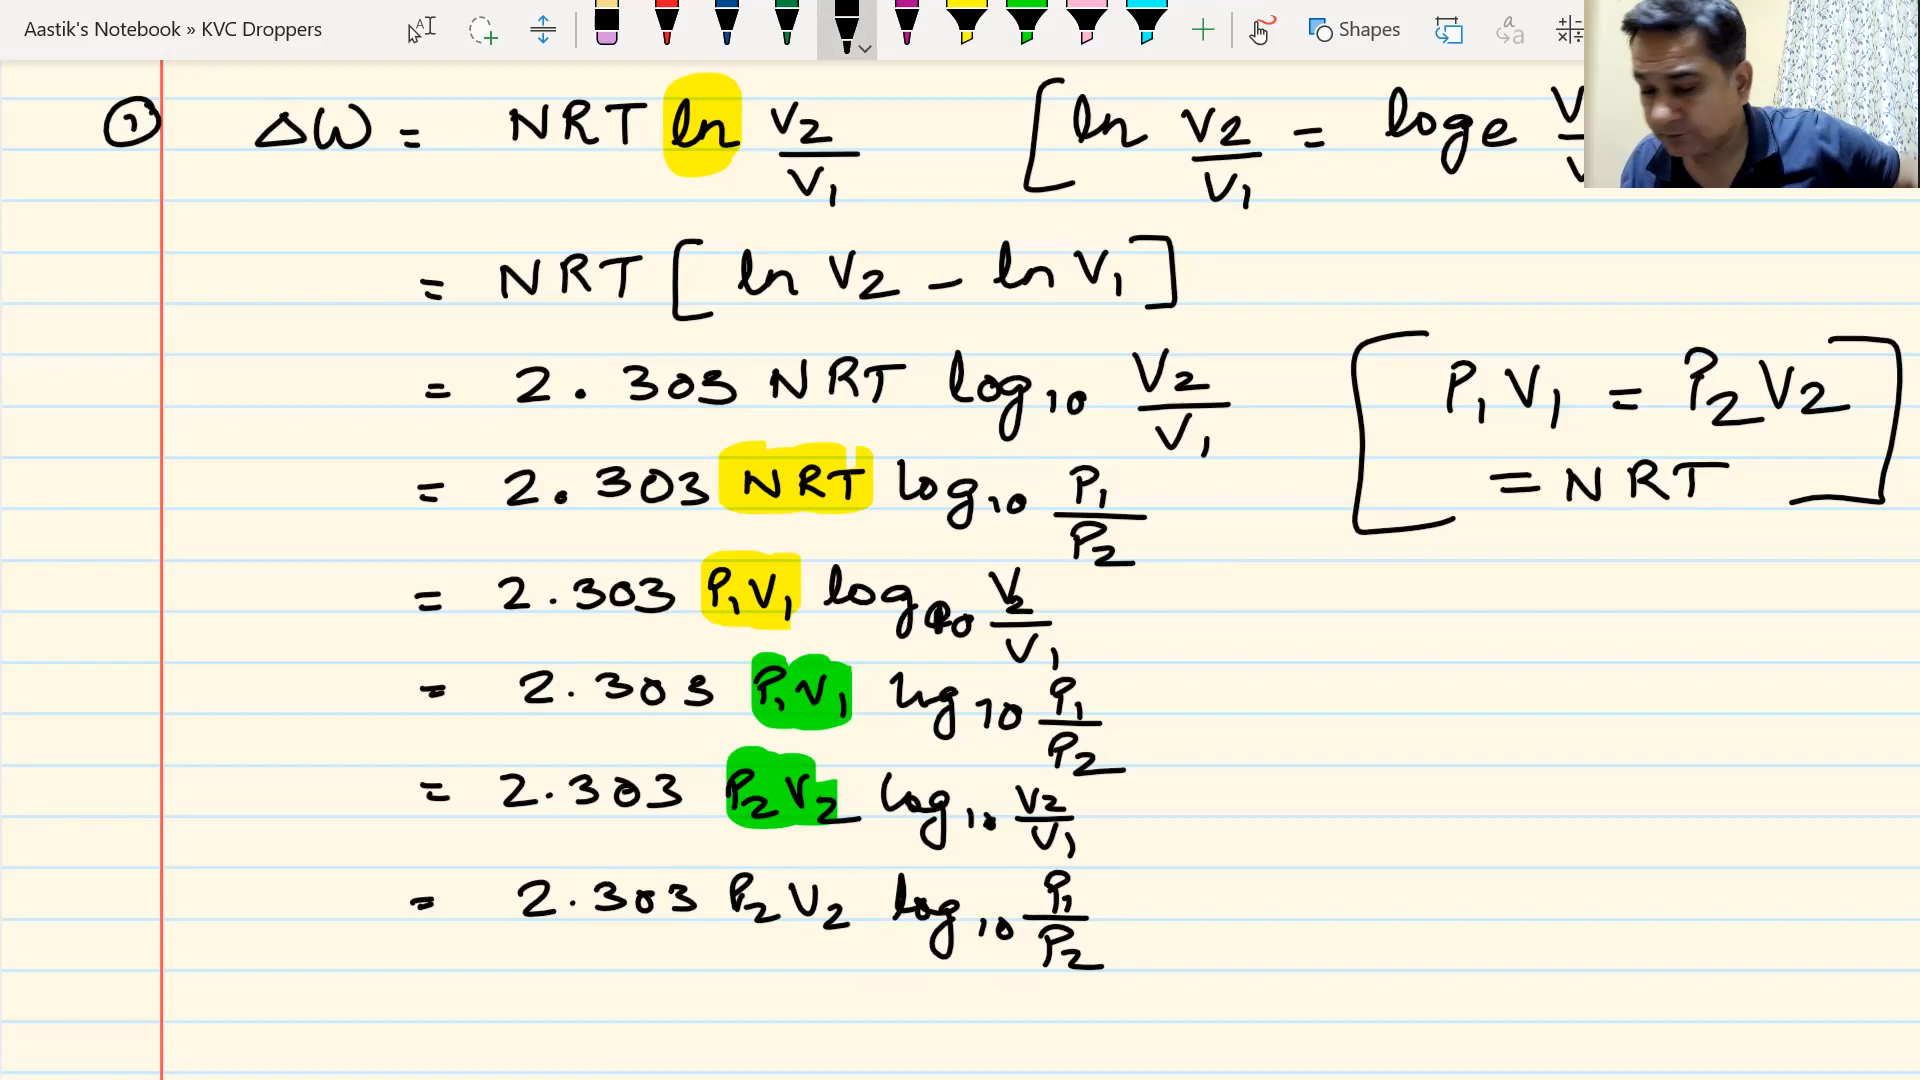 Aastik's Notebook » KVC Droppers
Shapes
① ΔW = NRT ln V2/V1 [ln V2/V1 = loge V
= NRT [ln V2 - ln V1]
= 2.303 NRT log10 V2/V1
[P1V1 = P2V2
= NRT]
= 2.303 NRT log10 P1/P2
= 2.303 P1V1 log10 V2/V1
= 2.303 P1V1 log10 P1/P2
= 2.303 P2V2 log10 V2/V1
= 2.303 P2V2 log10 P1/P2